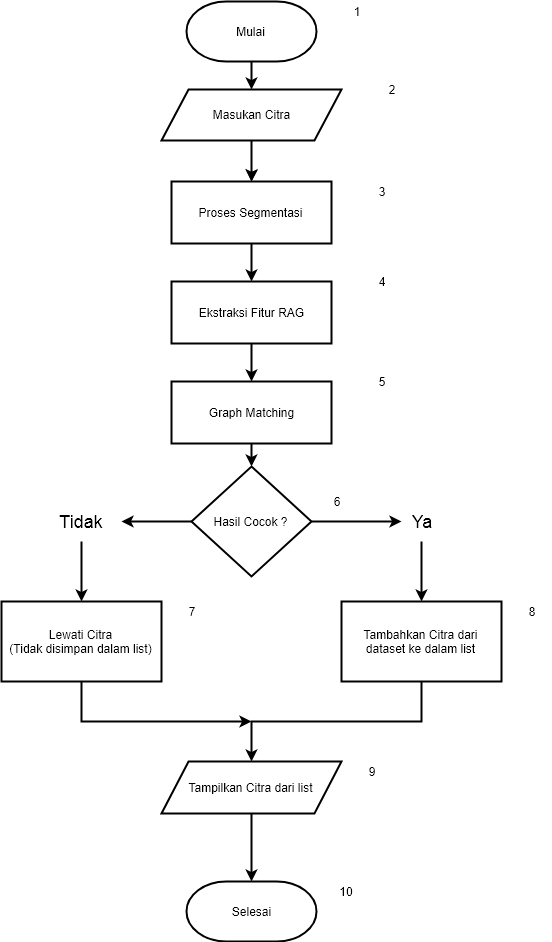 Mulai
1
Masukan Citra
2
Proses Segmentasi
3
Ekstraksi Fitur RAG
4
Graph Matching
5
Hasil Cocok ?
6
Tidak
Ya
Lewati Citra
(Tidak disimpan dalam list)
7
Tambahkan Citra dari
dataset ke dalam list
8
Tampilkan Citra dari list
9
Selesai
10